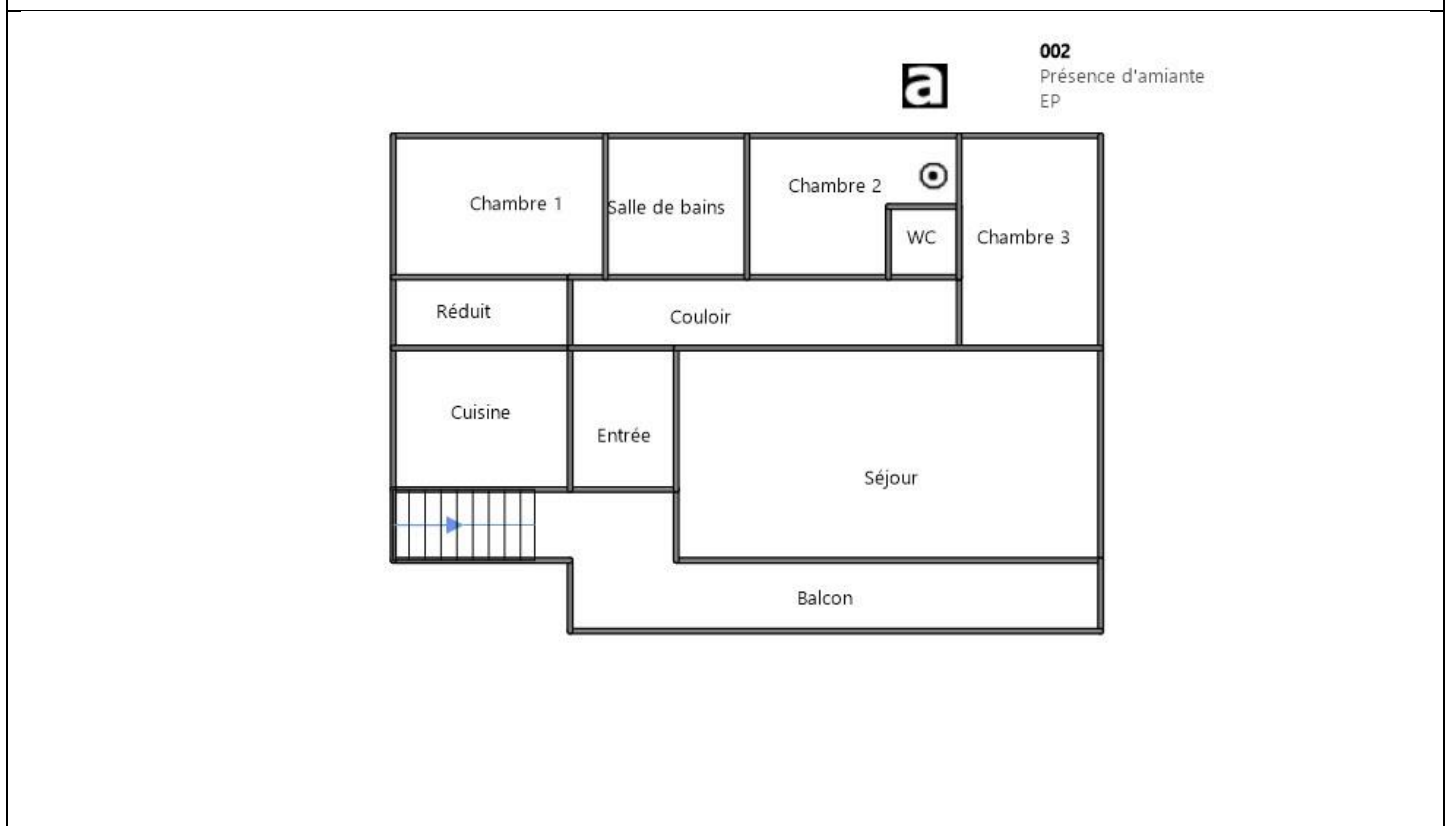 002
a
Présence d'amiante
EP
Chambre 1
Salle de bains
Chambre 2
WC
Chambre 3
Réduit
Couloir
Cuisine
Entrée
Séjour
Balcon